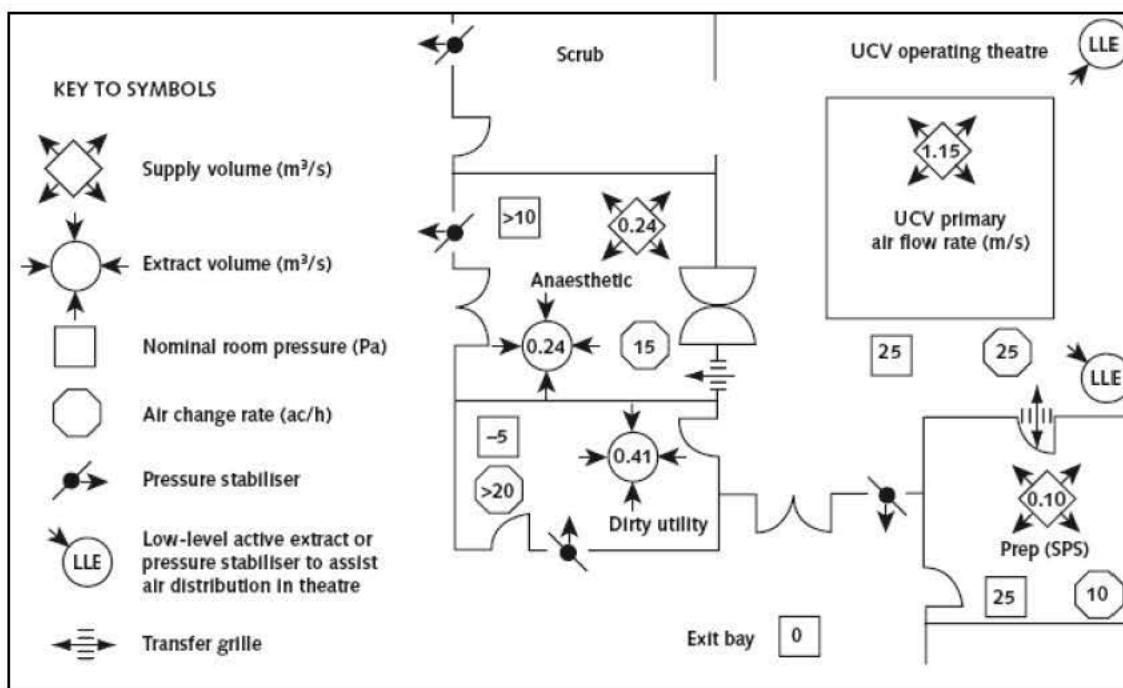 KEY TO SYMBOLS
Supply volume (m³/s)
Extract volume (m³/s)
Nominal room pressure (Pa)
Air change rate (ac/h)
Pressure stabiliser
LLE
Low-level active extract or
pressure stabiliser to assist
air distribution in theatre
Transfer grille
Scrub
UCV operating theatre
LLE
1.15
UCV primary
air flow rate (m/s)
>10
0.24
Anaesthetic
0.24
15
25
25
LLE
–5
0.41
>20
Dirty utility
0.10
Prep (SPS)
25
10
Exit bay
0